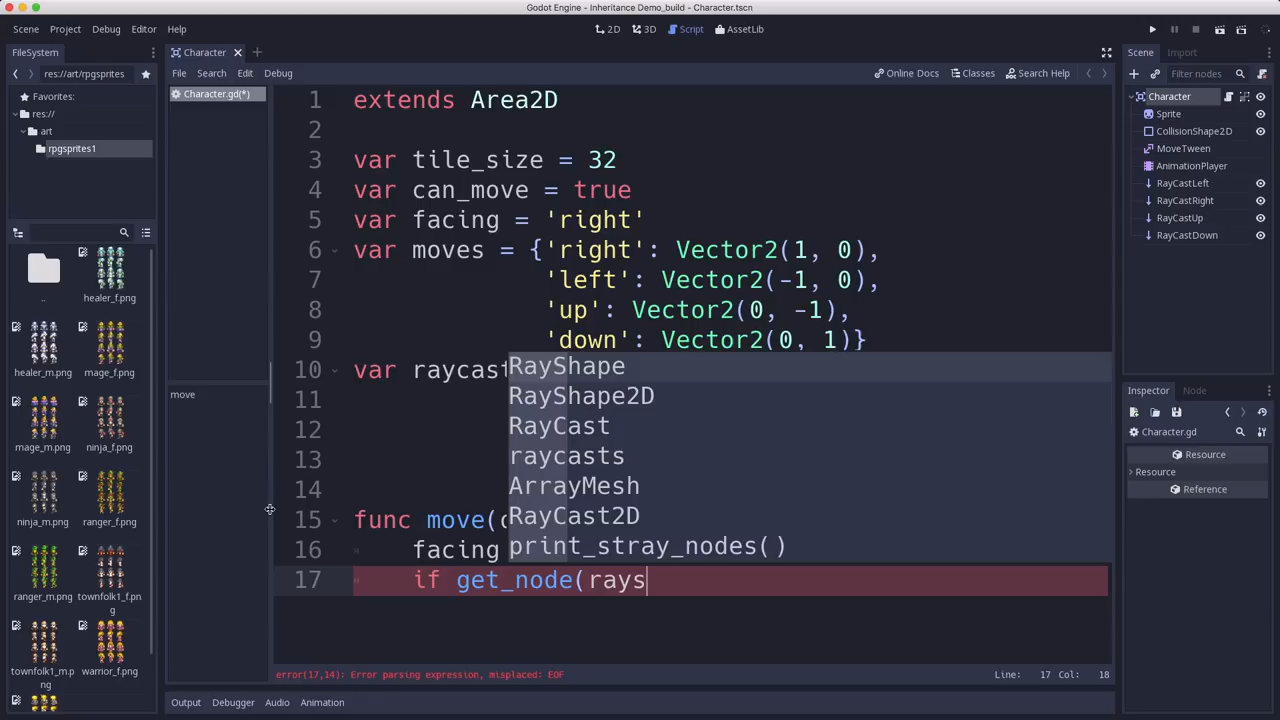 Godot Engine - Inheritance Demo_build - Character.tscn
Scene Project Debug Editor Help
2D 3D Script AssetLib
FileSystem
res://art/rpgsprites
Favorites:
res://
art
rpgsprites1
..
healer_f.png
healer_m.png
mage_f.png
mage_m.png
ninja_f.png
ninja_m.png
ranger_f.png
ranger_m.png
townfolk1_f.pn
g
townfolk1_m.p
ng
warrior_f.png
Character
File Search Edit Debug
Online Docs Classes Search Help
Character.gd(*)
move
1 extends Area2D
2
3 var tile_size = 32
4 var can_move = true
5 var facing = 'right'
6 var moves = {'right': Vector2(1, 0),
7 'left': Vector2(-1, 0),
8 'up': Vector2(0, -1),
9 'down': Vector2(0, 1)}
10 var raycast
11
12
13
14
15 func move(
16 facing
17 if get_node(rays
RayShape
RayShape2D
RayCast
raycasts
ArrayMesh
RayCast2D
print_stray_nodes()
error(17,14): Error parsing expression, misplaced: EOF
Line: 17 Col: 18
Output Debugger Audio Animation
Scene Import
Filter nodes
Character
Sprite
CollisionShape2D
MoveTween
AnimationPlayer
RayCastLeft
RayCastRight
RayCastUp
RayCastDown
Inspector Node
Character.gd
Resource
Resource
Reference